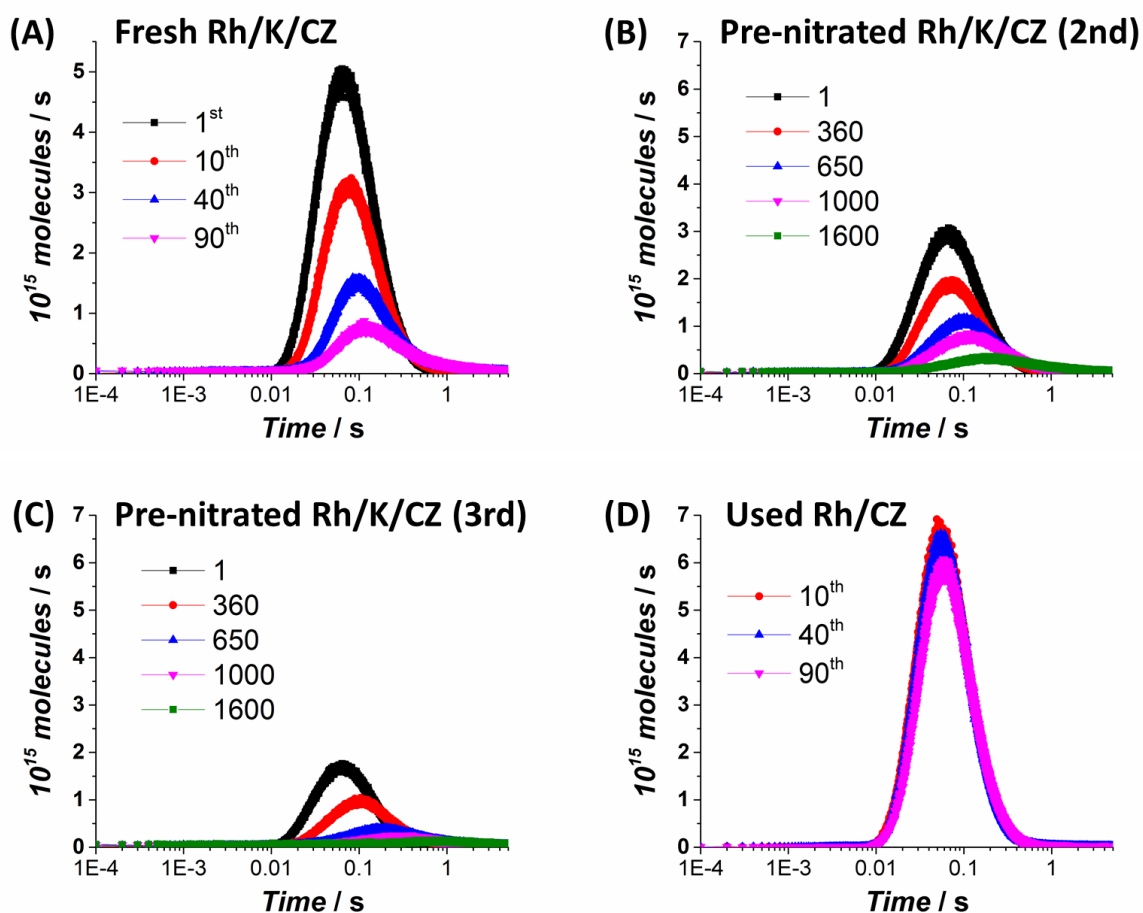 (A) Fresh Rh/K/CZ
10^15 molecules / s
5
4
3
2
1
0
1st
10th
40th
90th
1E-4 1E-3 0.01 0.1 1
Time / s
(B) Pre-nitrated Rh/K/CZ (2nd)
10^15 molecules / s
7
6
5
4
3
2
1
0
1
360
650
1000
1600
1E-4 1E-3 0.01 0.1 1
Time / s
(C) Pre-nitrated Rh/K/CZ (3rd)
10^15 molecules / s
7
6
5
4
3
2
1
0
1
360
650
1000
1600
1E-4 1E-3 0.01 0.1 1
Time / s
(D) Used Rh/CZ
10^15 molecules / s
7
6
5
4
3
2
1
0
10th
40th
90th
1E-4 1E-3 0.01 0.1 1
Time / s